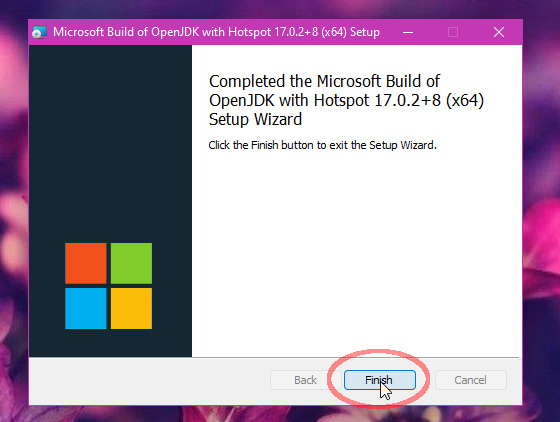 Microsoft Build of OpenJDK with Hotspot 17.0.2+8 (x64) Setup
Completed the Microsoft Build of
OpenJDK with Hotspot 17.0.2+8 (x64)
Setup Wizard
Click the Finish button to exit the Setup Wizard.
Back Finish Cancel